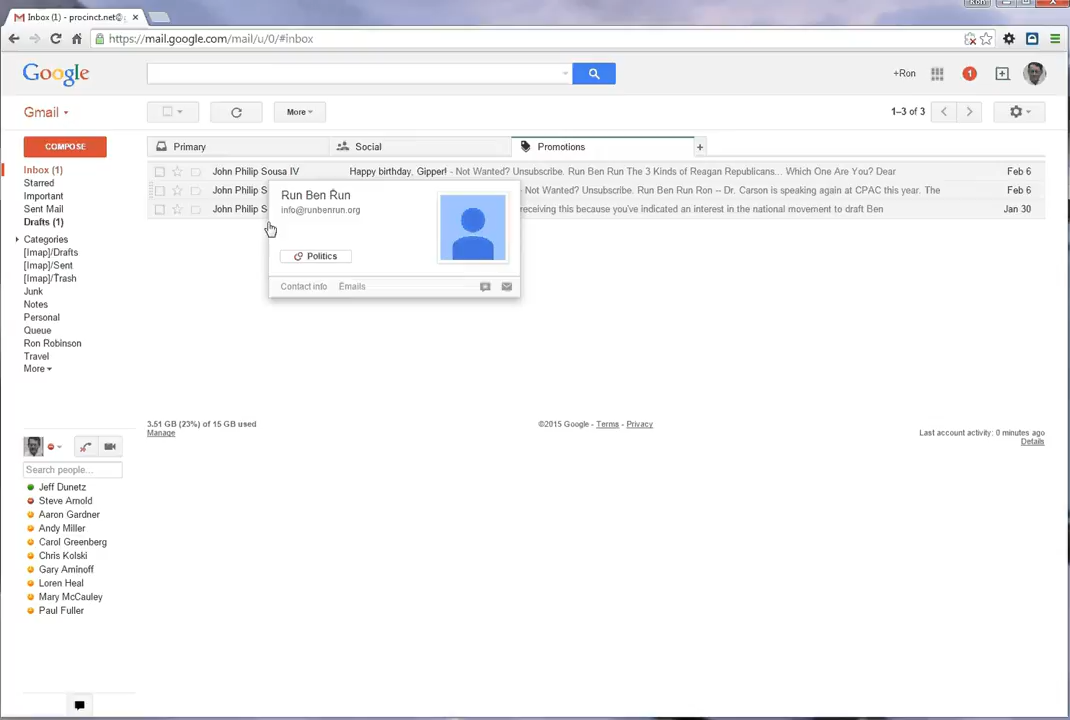 Inbox (1) - procinct.net@
https://mail.google.com/mail/u/0/#inbox
Google
+Ron
1
Gmail
More
1–3 of 3
COMPOSE
Primary
Social
Promotions
+
Inbox (1)
Starred
Important
Sent Mail
Drafts (1)
Categories
[Imap]/Drafts
[Imap]/Sent
[Imap]/Trash
Junk
Notes
Personal
Queue
Ron Robinson
Travel
More
John Philip Sousa IV Happy birthday, Gipper! - Not Wanted? Unsubscribe. Run Ben Run The 3 Kinds of Reagan Republicans... Which One Are You? Dear Feb 6
John Philip S - Not Wanted? Unsubscribe. Run Ben Run Ron -- Dr. Carson is speaking again at CPAC this year. The Feb 6
John Philip S receiving this because you've indicated an interest in the national movement to draft Ben Jan 30
Run Ben Run
info@runbenrun.org
Politics
Contact info Emails
3.51 GB (23%) of 15 GB used
Manage
©2015 Google - Terms - Privacy
Last account activity: 0 minutes ago
Details
Search people...
Jeff Dunetz
Steve Arnold
Aaron Gardner
Andy Miller
Carol Greenberg
Chris Kolski
Gary Aminoff
Loren Heal
Mary McCauley
Paul Fuller